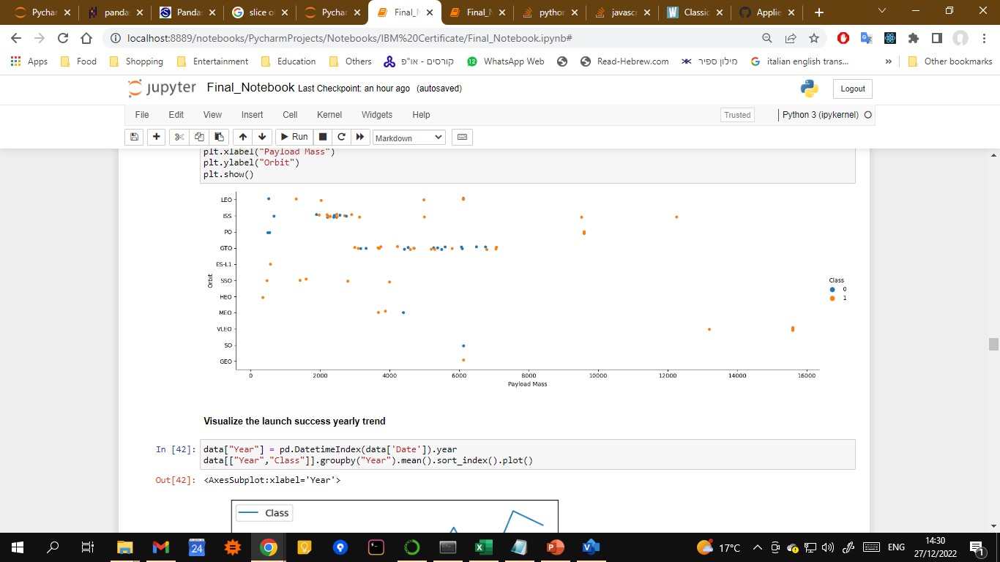 Pychar
panda
Panda
slice o
Pychar
Final_N
Final_N
python
javascr
Classic
Applie
localhost:8889/notebooks/PycharmProjects/Notebooks/IBM%20Certificate/Final_Notebook.ipynb#
Apps Food Shopping Entertainment Education Others קורסים - או"פ 12 WhatsApp Web Read-Hebrew.com מילון ספיר italian english trans... » Other bookmarks
jupyter Final_Notebook Last Checkpoint: an hour ago (autosaved) Logout
File Edit View Insert Cell Kernel Widgets Help Trusted Python 3 (ipykernel)
Run Markdown
plt.xlabel("Payload Mass")
plt.ylabel("Orbit")
plt.show()
LEO
ISS
PO
GTO
ES-L1
SSO
HEO
MEO
VLEO
SO
GEO
Orbit
Class
0
1
0 2000 4000 6000 8000 10000 12000 14000 16000
Payload Mass
Visualize the launch success yearly trend
In [42]: data["Year"] = pd.DatetimeIndex(data['Date']).year
data[["Year","Class"]].groupby("Year").mean().sort_index().plot()
Out[42]: <AxesSubplot:xlabel='Year'>
Class
24 17°C ENG 14:30
27/12/2022 1